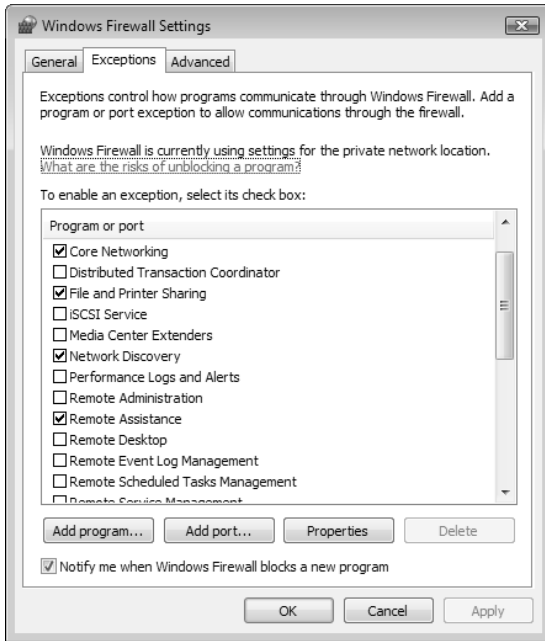 Windows Firewall Settings
General Exceptions Advanced
Exceptions control how programs communicate through Windows Firewall. Add a
program or port exception to allow communications through the firewall.
Windows Firewall is currently using settings for the private network location.
What are the risks of unblocking a program?
To enable an exception, select its check box:
Program or port
Core Networking
Distributed Transaction Coordinator
File and Printer Sharing
iSCSI Service
Media Center Extenders
Network Discovery
Performance Logs and Alerts
Remote Administration
Remote Assistance
Remote Desktop
Remote Event Log Management
Remote Scheduled Tasks Management
Remote Service Management
Add program... Add port... Properties Delete
Notify me when Windows Firewall blocks a new program
OK Cancel Apply